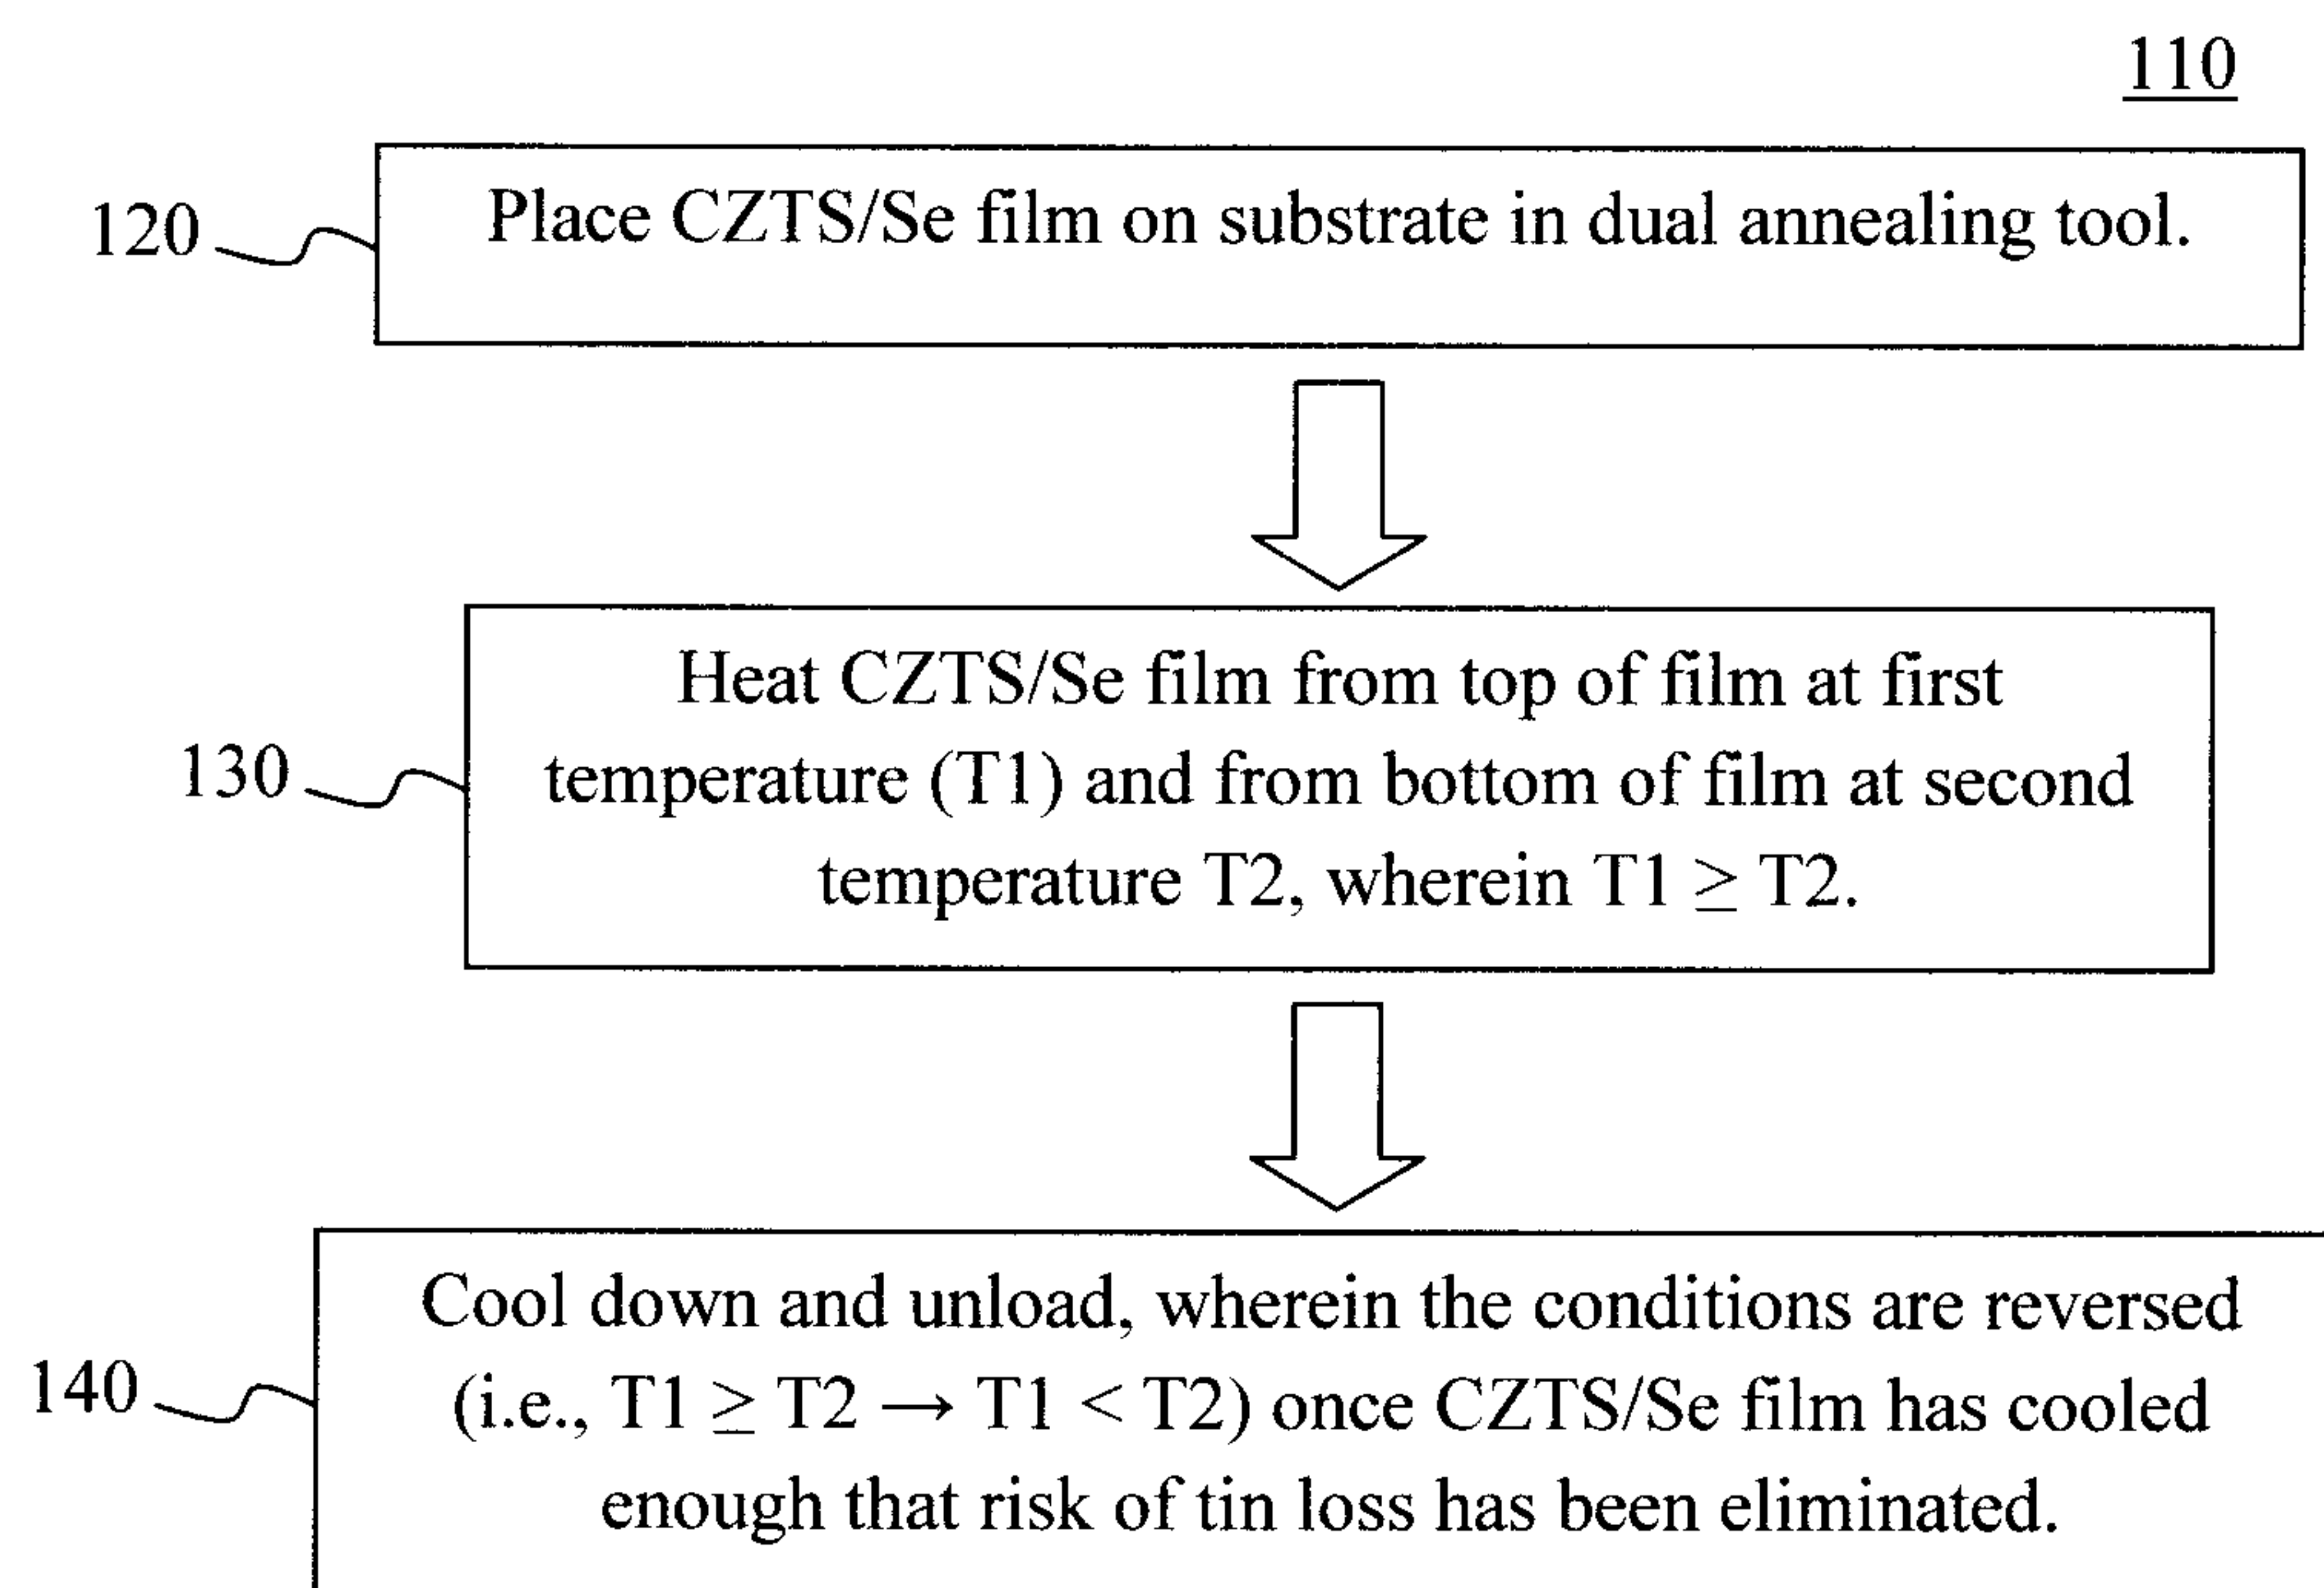 110
120
Place CZTS/Se film on substrate in dual annealing tool.
130
Heat CZTS/Se film from top of film at first
temperature (T1) and from bottom of film at second
temperature T2, wherein T1 ≥ T2.
140
Cool down and unload, wherein the conditions are reversed
(i.e., T1 ≥ T2 → T1 < T2) once CZTS/Se film has cooled
enough that risk of tin loss has been eliminated.